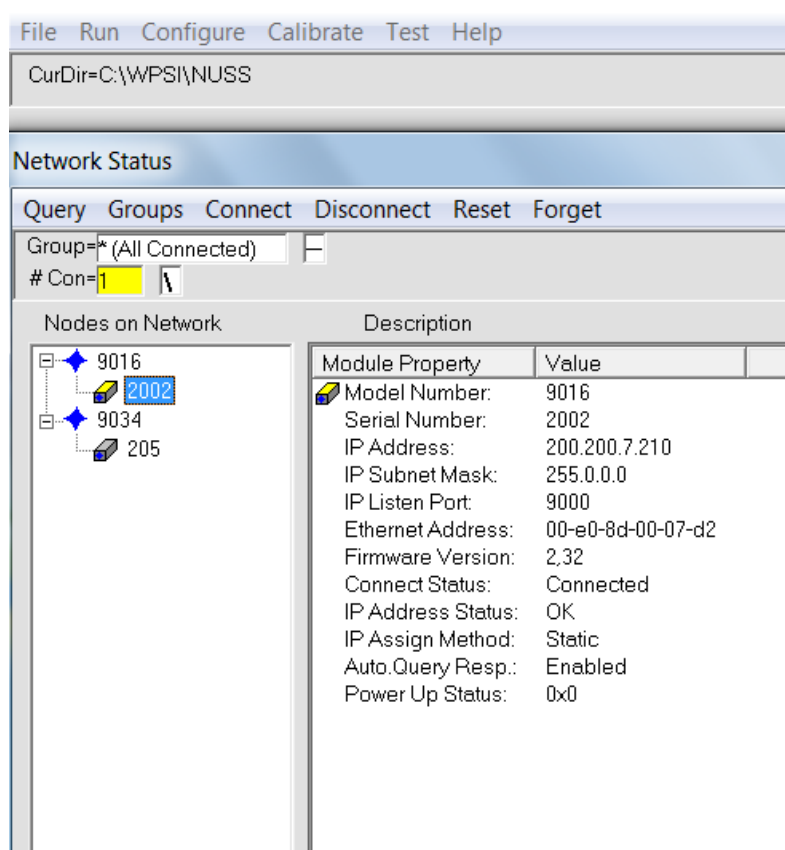 File Run Configure Calibrate Test Help
CurDir=C:\WPSI\NUSS
Network Status
Query Groups Connect Disconnect Reset Forget
Group=* (All Connected) —
# Con=1 \
Nodes on Network Description
Module Property Value
9016
2002
9034
205
Model Number: 9016
Serial Number: 2002
IP Address: 200.200.7.210
IP Subnet Mask: 255.0.0.0
IP Listen Port: 9000
Ethernet Address: 00-e0-8d-00-07-d2
Firmware Version: 2,32
Connect Status: Connected
IP Address Status: OK
IP Assign Method: Static
Auto.Query Resp.: Enabled
Power Up Status: 0x0